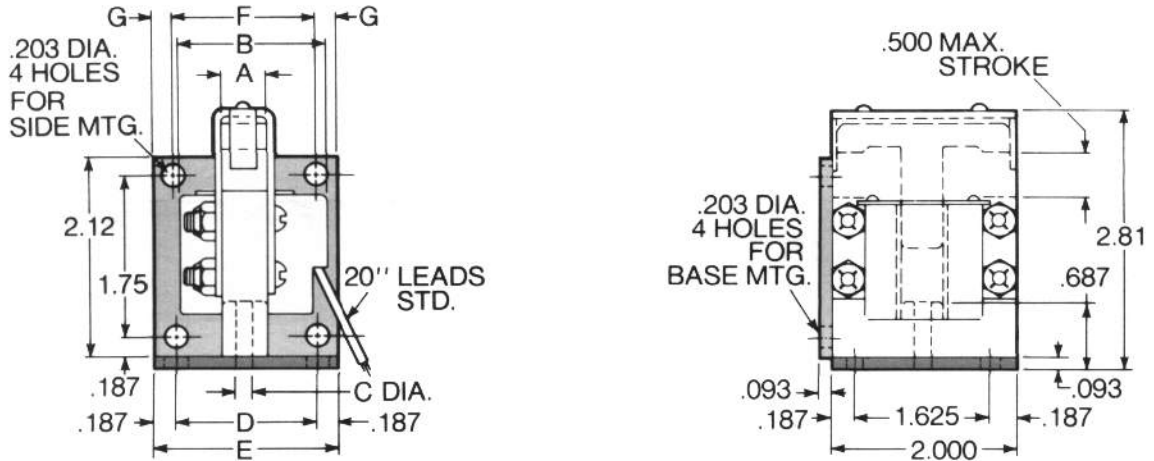 G
F
G
B
A
.203 DIA.
4 HOLES
FOR
SIDE MTG.
2.12
1.75
20" LEADS
STD.
.187
C DIA.
.187
D
.187
E
.500 MAX.
STROKE
.203 DIA.
4 HOLES
FOR
BASE MTG.
2.81
.687
.093
.093
.187
1.625
.187
2.000